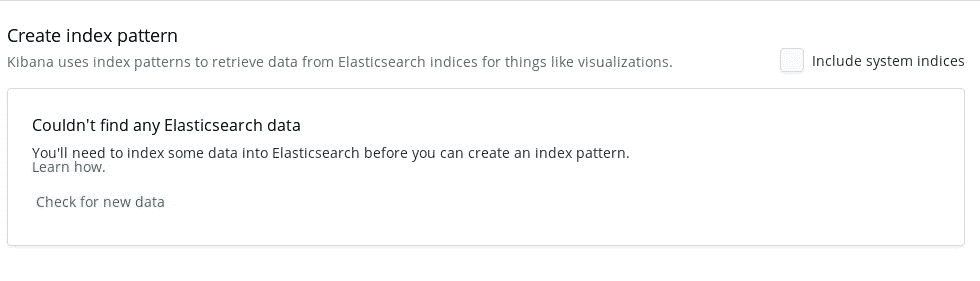 Create index pattern
Kibana uses index patterns to retrieve data from Elasticsearch indices for things like visualizations.
Include system indices
Couldn't find any Elasticsearch data
You'll need to index some data into Elasticsearch before you can create an index pattern.
Learn how.
Check for new data